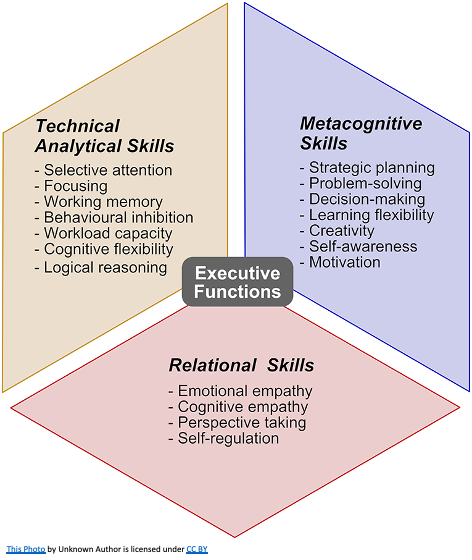 Technical
Analytical Skills
- Selective attention
- Focusing
- Working memory
- Behavioural inhibition
- Workload capacity
- Cognitive flexibility
- Logical reasoning
Metacognitive
Skills
- Strategic planning
- Problem-solving
- Decision-making
- Learning flexibility
- Creativity
- Self-awareness
- Motivation
Executive
Functions
Relational Skills
- Emotional empathy
- Cognitive empathy
- Perspective taking
- Self-regulation
This Photo by Unknown Author is licensed under CC BY